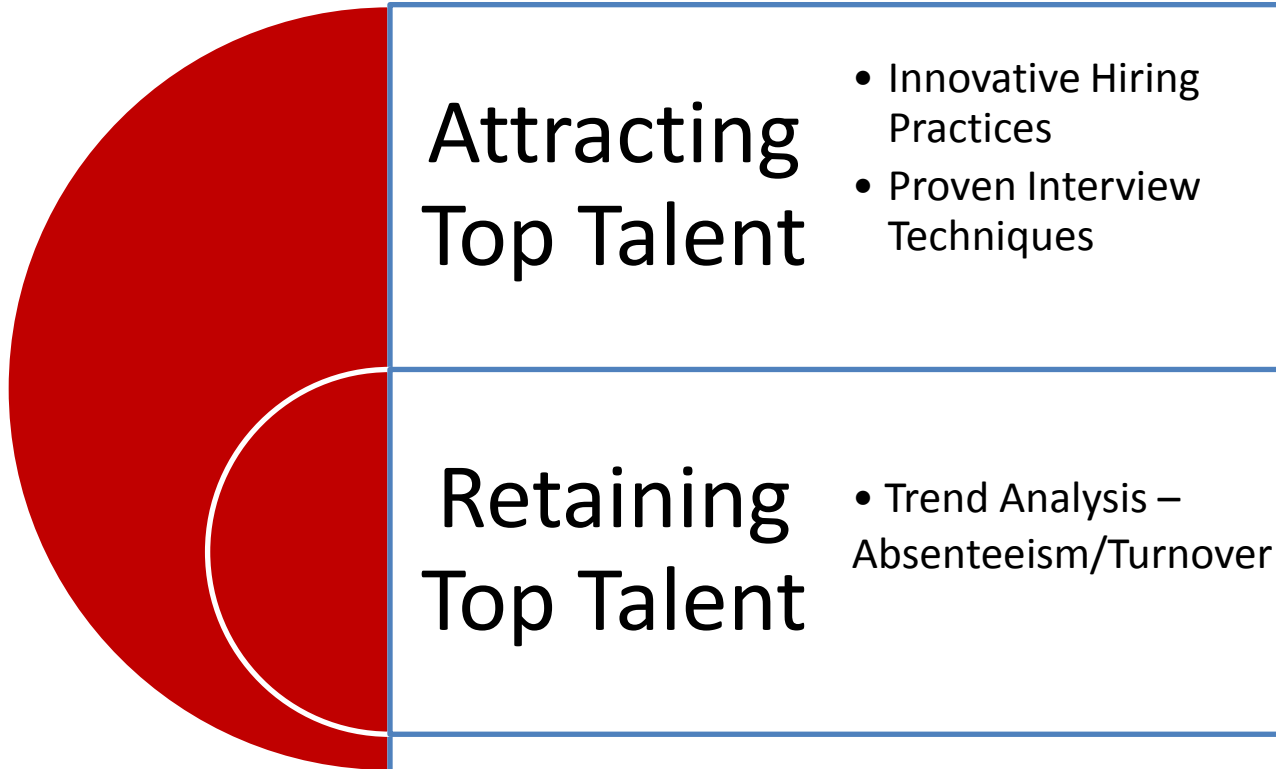 Attracting
Top Talent
• Innovative Hiring
Practices
• Proven Interview
Techniques
Retaining
Top Talent
• Trend Analysis –
Absenteeism/Turnover